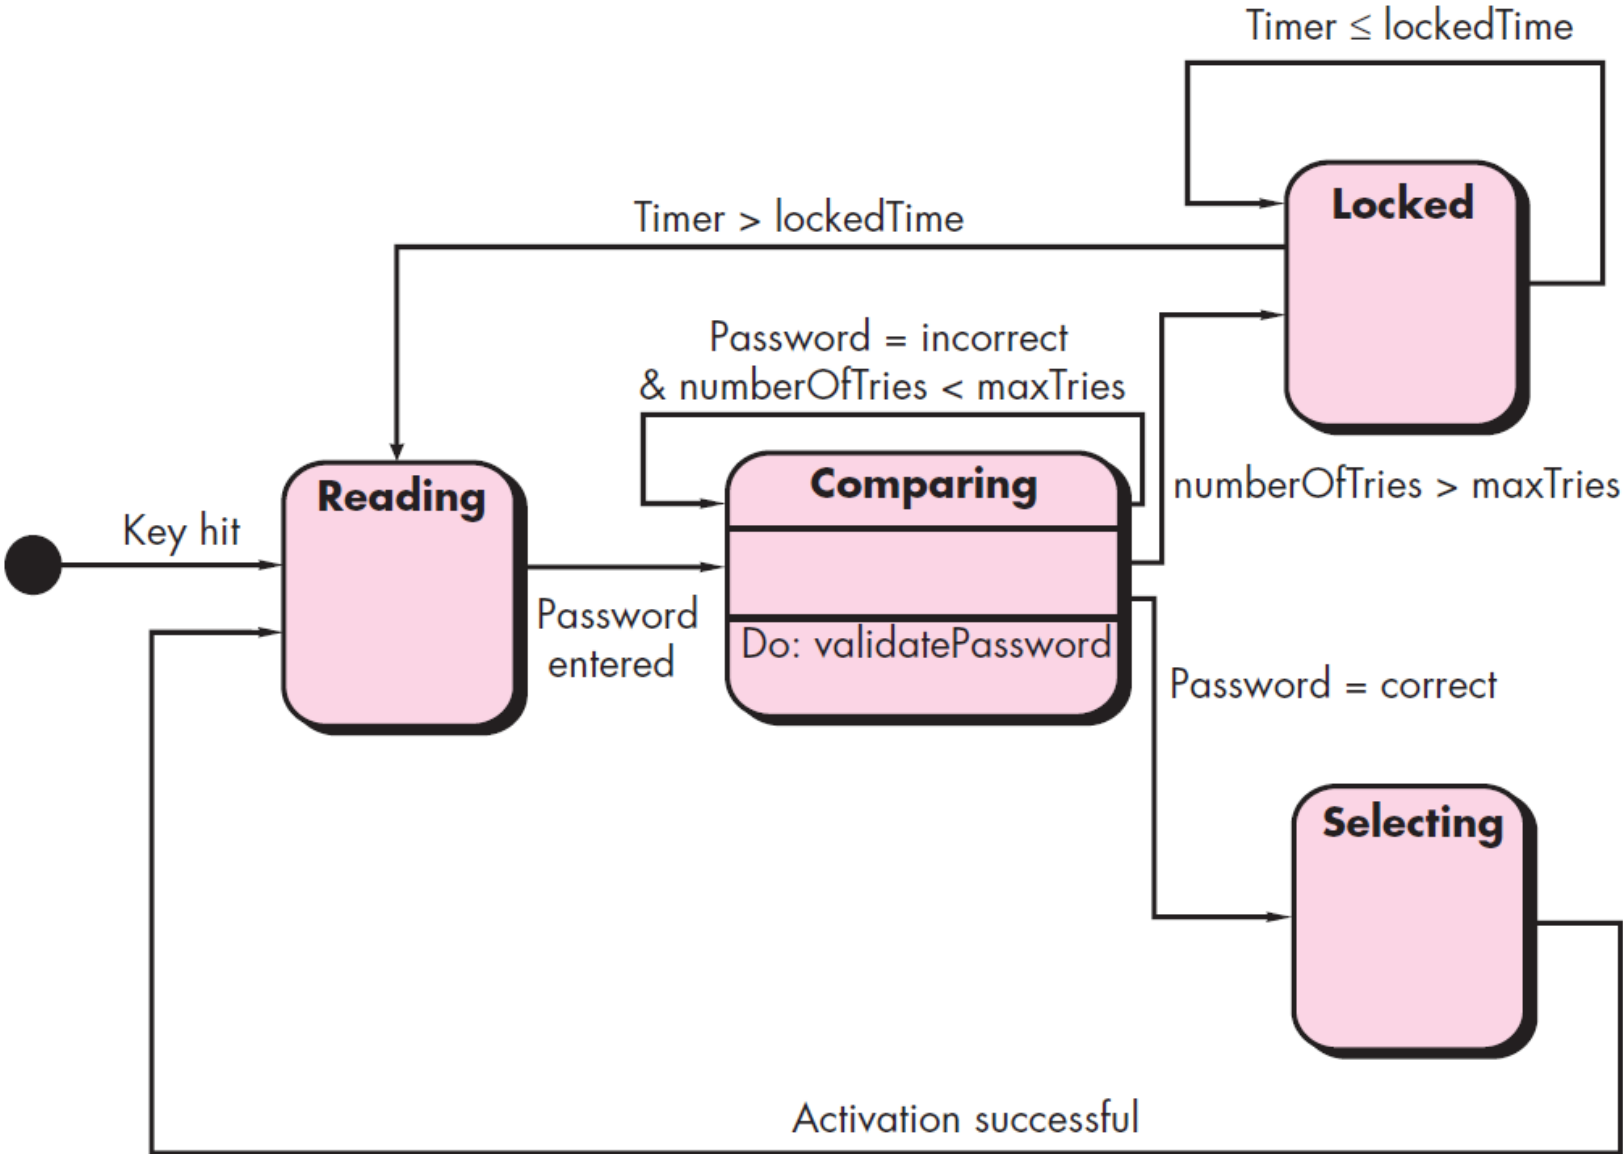 Timer ≤ lockedTime
Locked
Timer > lockedTime
Password = incorrect
& numberOfTries < maxTries
Comparing
numberOfTries > maxTries
Reading
Key hit
Password
entered
Do: validatePassword
Password = correct
Selecting
Activation successful